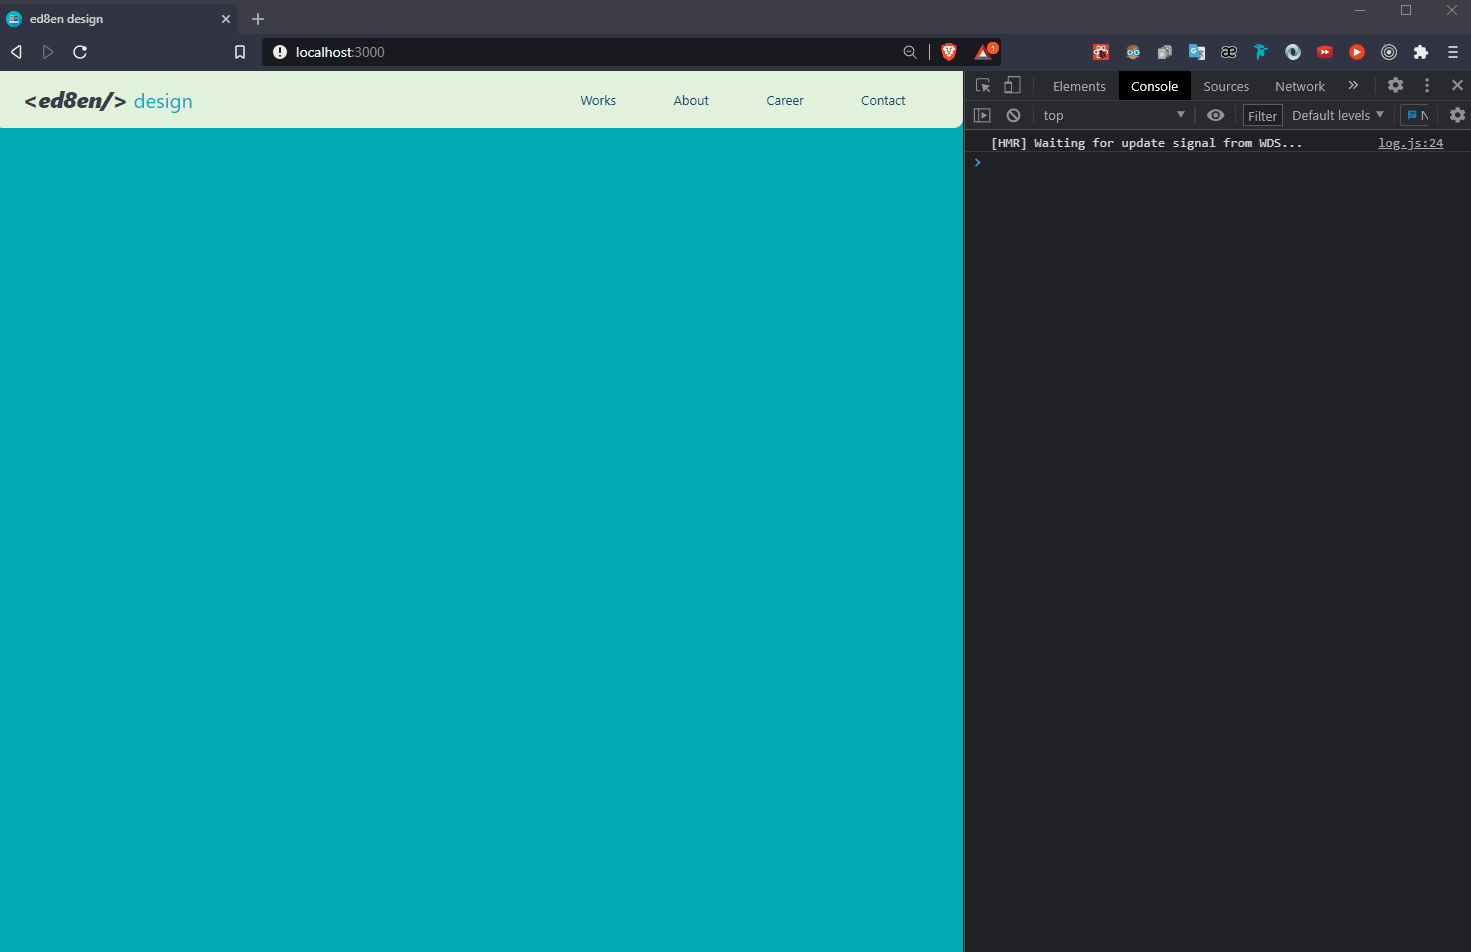 ed8en design
localhost:3000
1
<ed8en/> design
Works About Career Contact
Elements Console Sources Network
top Filter Default levels N
[HMR] Waiting for update signal from WDS... log.js:24